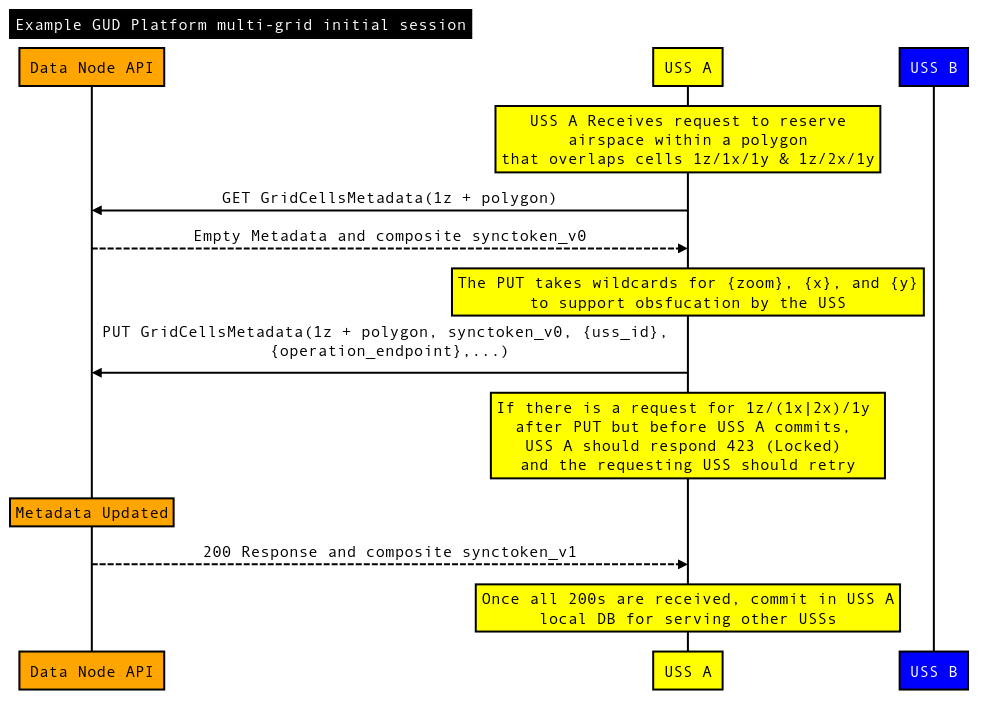 Example GUD Platform multi-grid initial session
Data Node API
USS A
USS B
USS A Receives request to reserve
airspace within a polygon
that overlaps cells 1z/1x/1y & 1z/2x/1y
GET GridCellsMetadata(1z + polygon)
Empty Metadata and composite synctoken_v0
The PUT takes wildcards for {zoom}, {x}, and {y}
to support obsfucation by the USS
PUT GridCellsMetadata(1z + polygon, synctoken_v0, {uss_id},
{operation_endpoint},...)
If there is a request for 1z/(1x|2x)/1y
after PUT but before USS A commits,
USS A should respond 423 (Locked)
and the requesting USS should retry
Metadata Updated
200 Response and composite synctoken_v1
Once all 200s are received, commit in USS A
local DB for serving other USSs
Data Node API
USS A
USS B